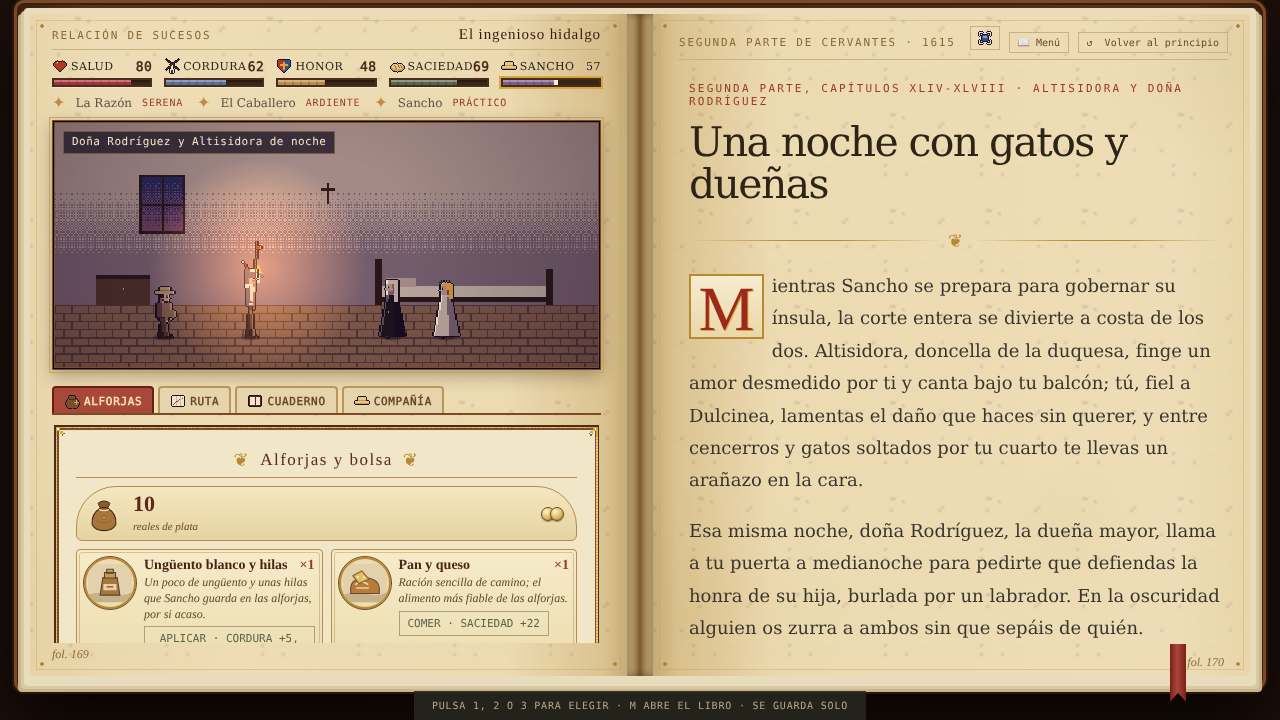 RELACIÓN DE SUCESOS
El ingenioso hidalgo
SALUD 80
CORDURA 62
HONOR 48
SACIEDAD 69
SANCHO 57
La Razón SERENA
El Caballero ARDIENTE
Sancho PRÁCTICO
Doña Rodríguez y Altisidora de noche
ALFORJAS
RUTA
CUADERNO
COMPAÑÍA
Alforjas y bolsa
10
reales de plata
Ungüento blanco y hilas ×1
Un poco de ungüento y unas hilas
que Sancho guarda en las alforjas,
por si acaso.
APLICAR · CORDURA +5,
Pan y queso ×1
Ración sencilla de camino; el
alimento más fiable de las alforjas.
COMER · SACIEDAD +22
fol. 169
SEGUNDA PARTE DE CERVANTES · 1615
Menú
↺ Volver al principio
SEGUNDA PARTE, CAPÍTULOS XLIV-XLVIII · ALTISIDORA Y DOÑA
RODRÍGUEZ
Una noche con gatos y
dueñas
Mientras Sancho se prepara para gobernar su
ínsula, la corte entera se divierte a costa de los
dos. Altisidora, doncella de la duquesa, finge un
amor desmedido por ti y canta bajo tu balcón; tú, fiel a
Dulcinea, lamentas el daño que haces sin querer, y entre
cencerros y gatos soltados por tu cuarto te llevas un
arañazo en la cara.
Esa misma noche, doña Rodríguez, la dueña mayor, llama
a tu puerta a medianoche para pedirte que defiendas la
honra de su hija, burlada por un labrador. En la oscuridad
alguien os zurra a ambos sin que sepáis de quién.
fol. 170
PULSA 1, 2 O 3 PARA ELEGIR · M ABRE EL LIBRO · SE GUARDA SOLO